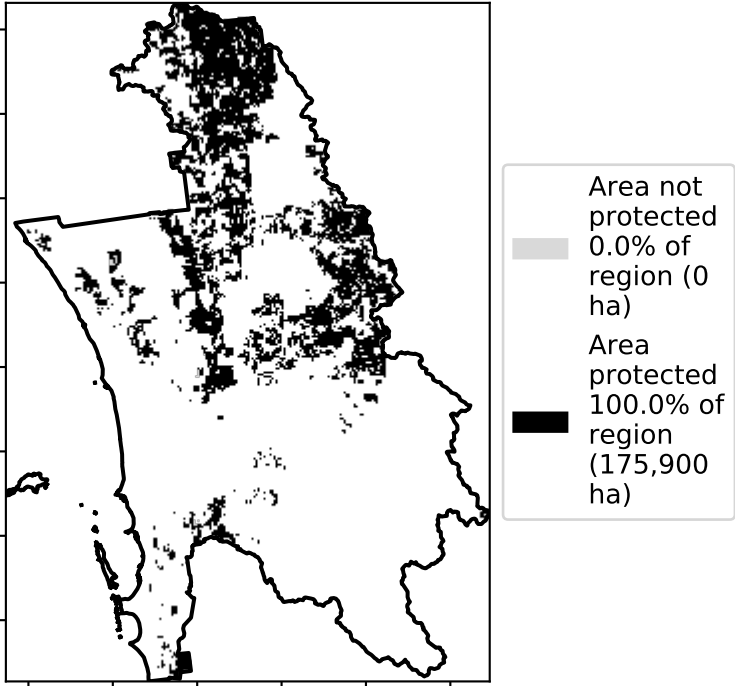 Area not
protected
0.0% of
region (0
ha)
Area
protected
100.0% of
region
(175,900
ha)